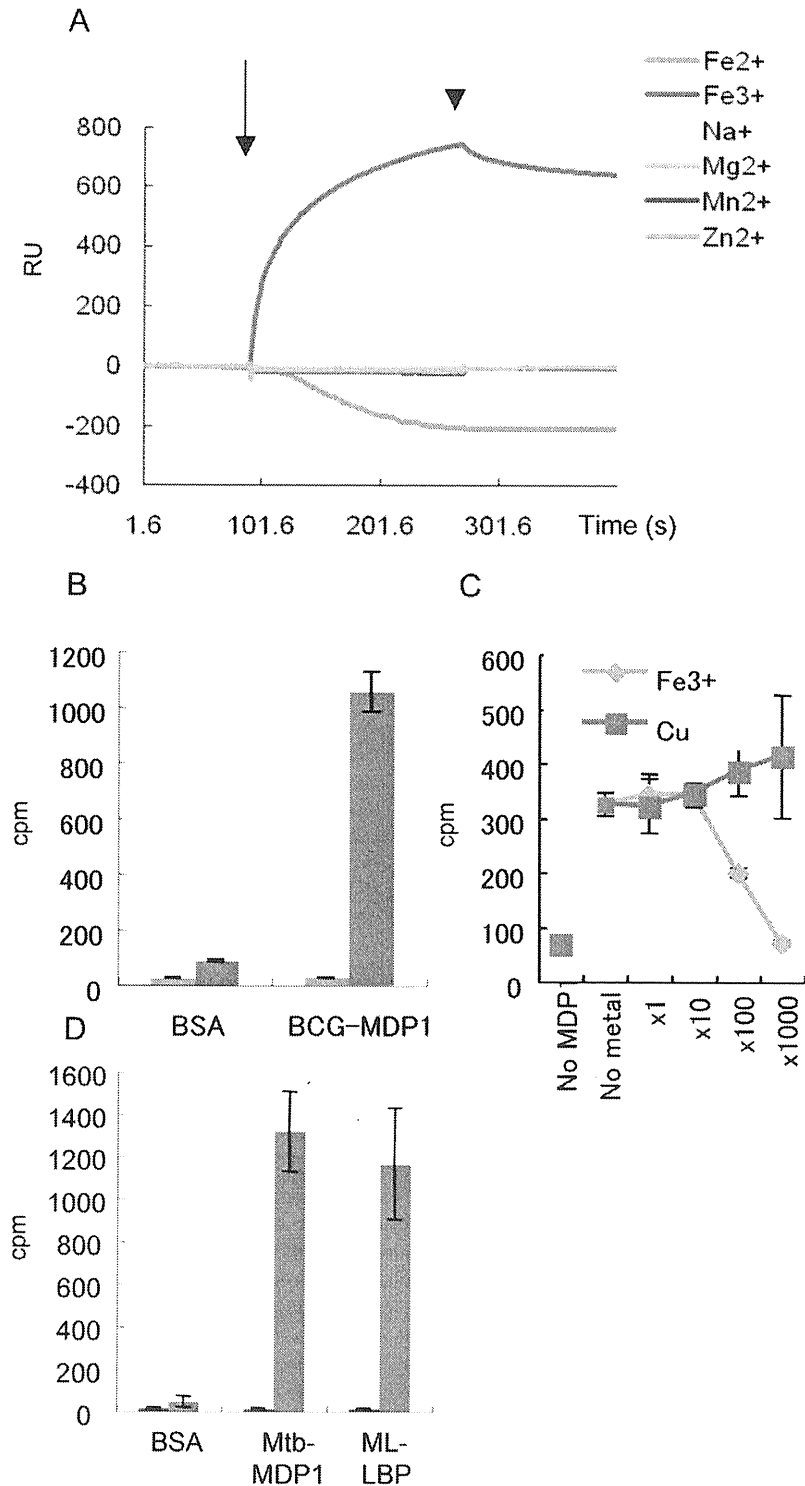 A
Fe2+
Fe3+
Na+
Mg2+
Mn2+
Zn2+
800
600
400
200
0
-200
-400
RU
1.6
101.6
201.6
301.6
Time (s)
B
1200
1000
800
600
400
200
0
cpm
BSA
BCG-MDP1
C
600
500
400
300
200
100
0
cpm
Fe3+
Cu
No MDP
No metal
x1
x10
x100
x1000
D
1600
1400
1200
1000
800
600
400
200
0
cpm
BSA
Mtb-
MDP1
ML-
LBP